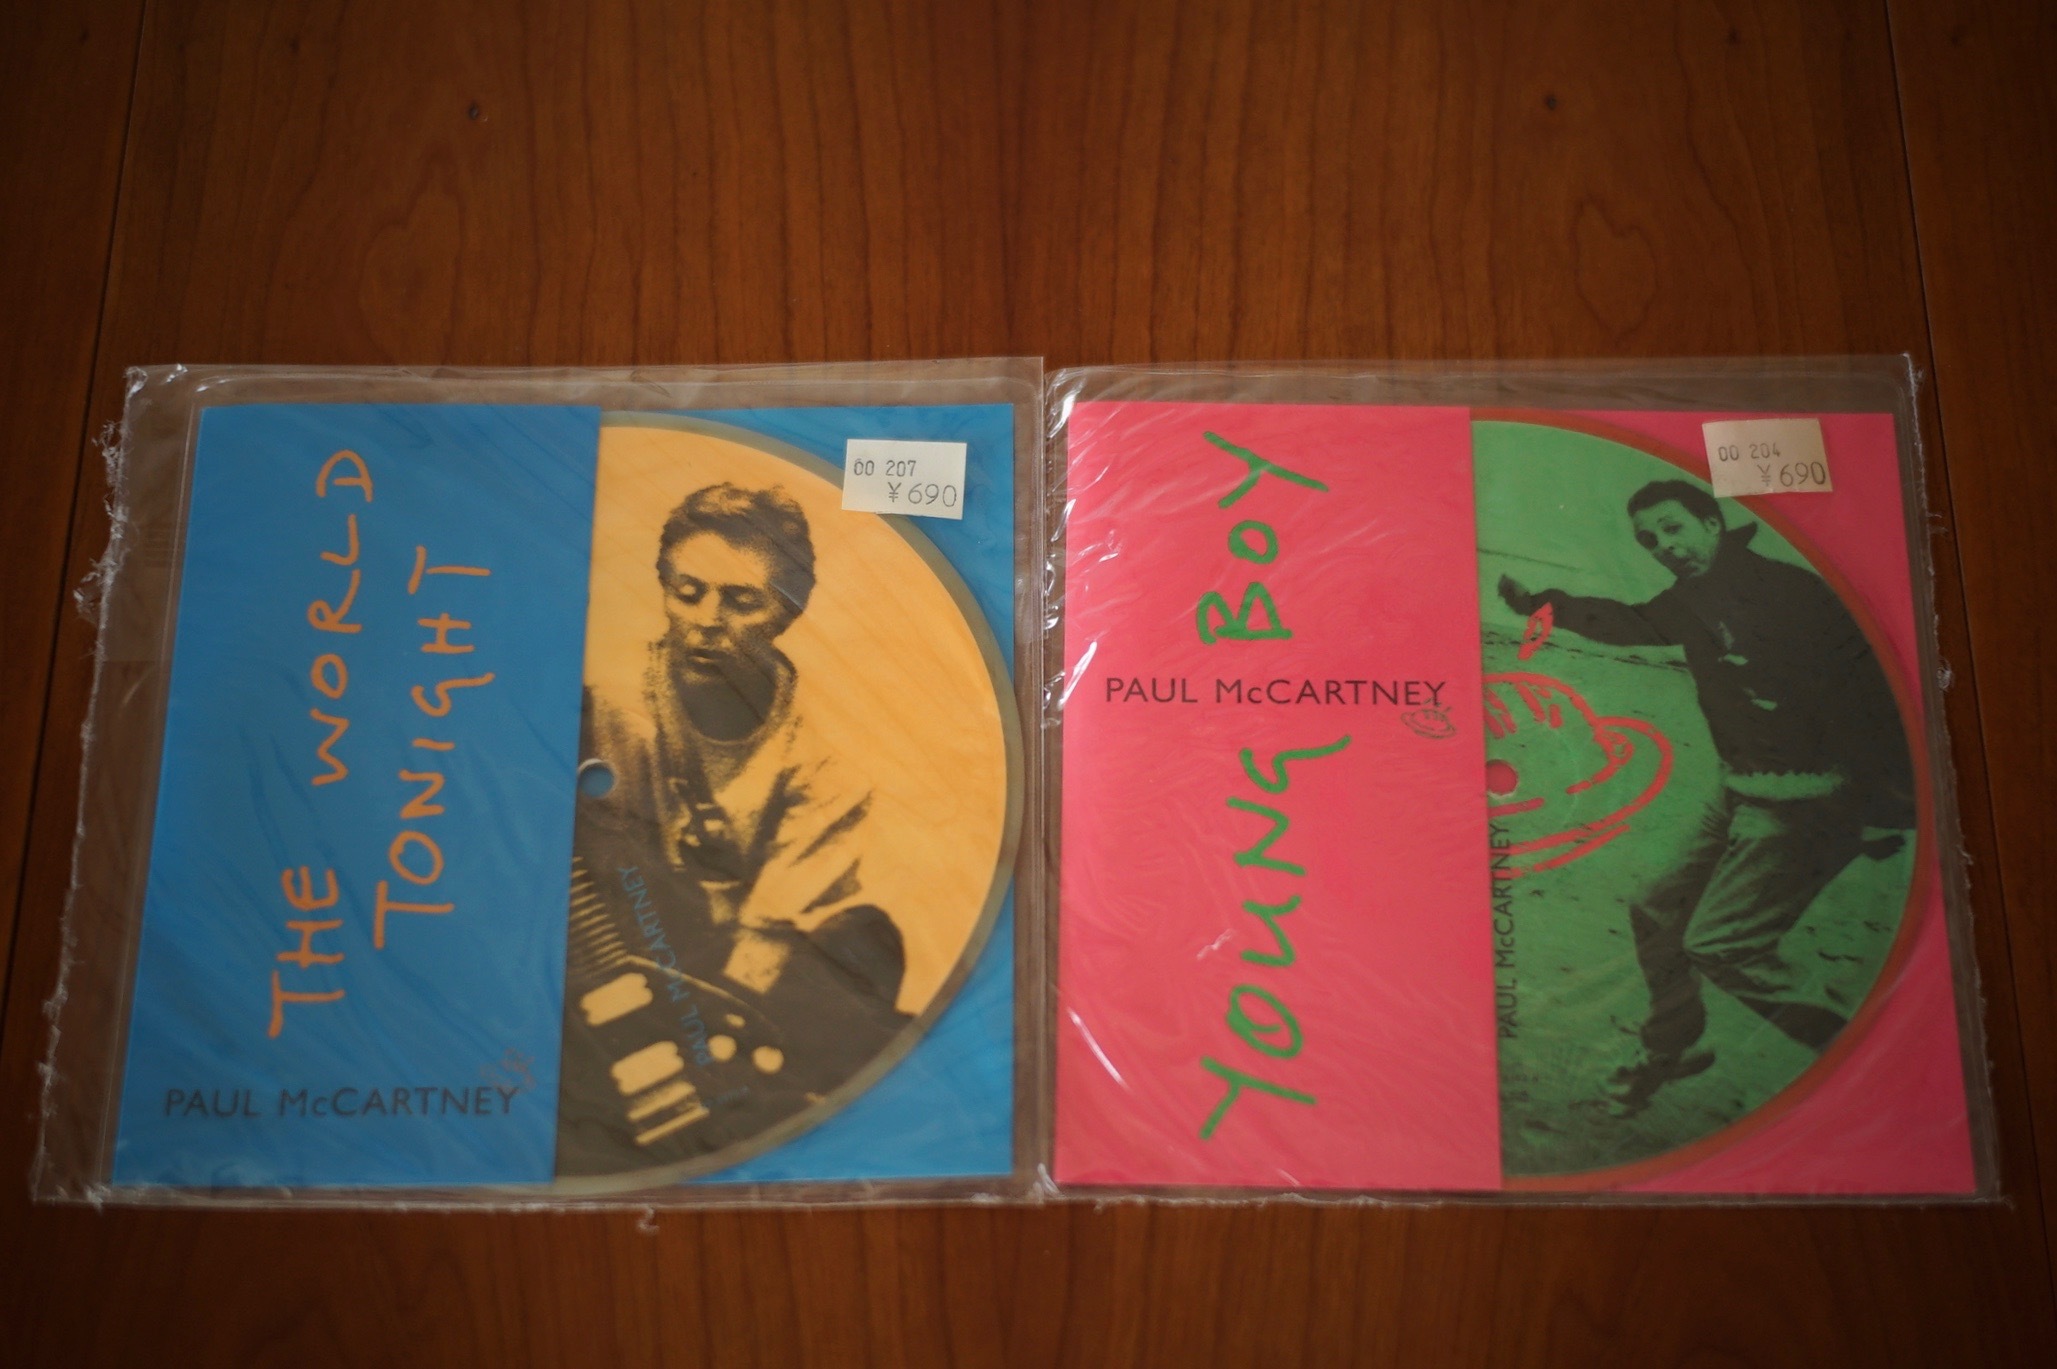 THE WORLD
TONIGHT
PAUL McCARTNEY
00 207
¥690
PAUL McCARTNEY
YOUNG BOY
PAUL McCARTNEY
00 204
¥690
PAUL McCARTNEY